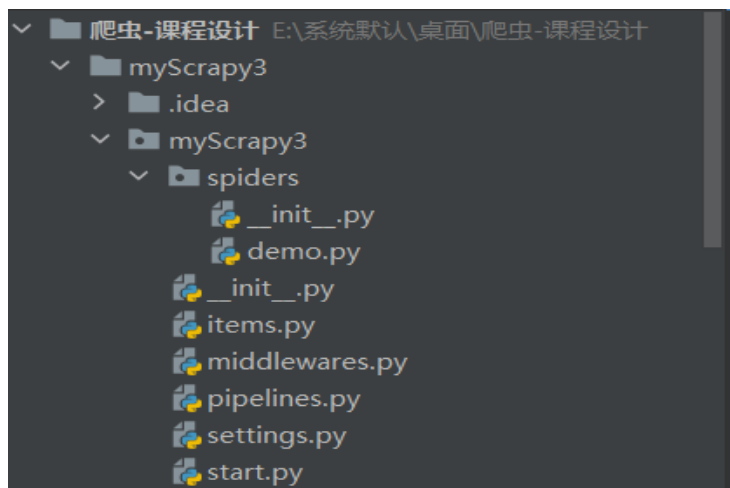 爬虫-课程设计 E:\系统默认\桌面\爬虫-课程设计
myScrapy3
.idea
myScrapy3
spiders
__init__.py
demo.py
__init__.py
items.py
middlewares.py
pipelines.py
settings.py
start.py